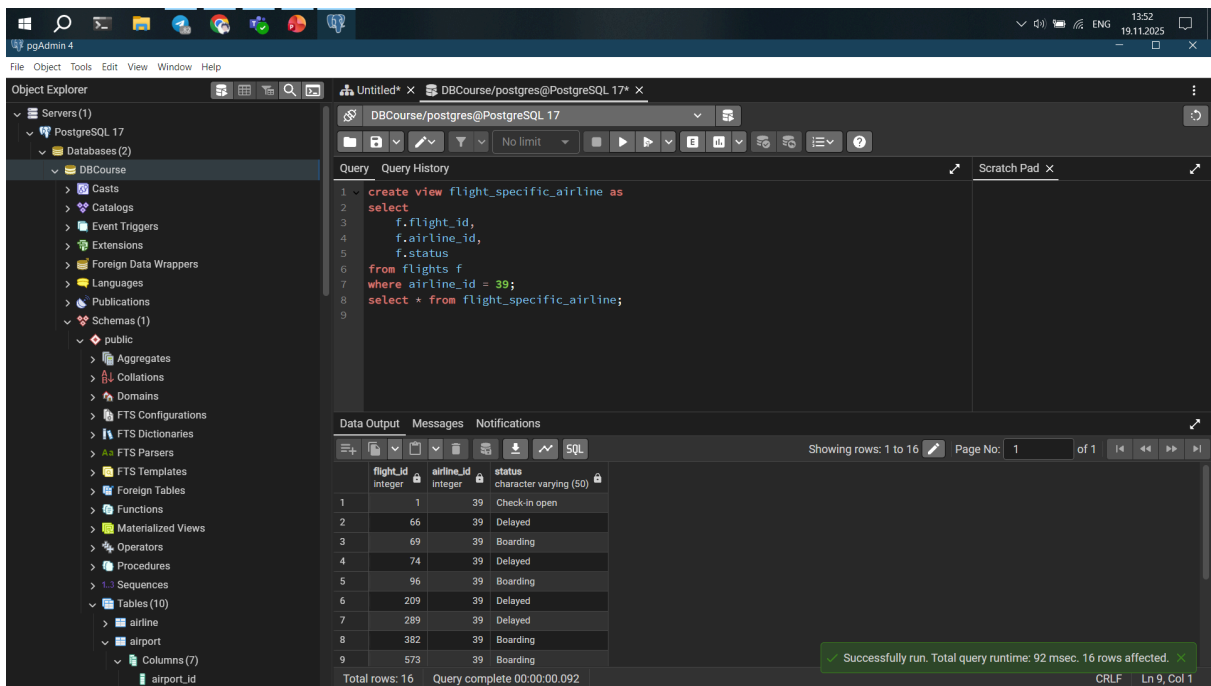 13:52
ENG
19.11.2025
pgAdmin 4
File Object Tools Edit View Window Help
Object Explorer
Untitled* DBCourse/postgres@PostgreSQL 17*
Servers (1)
DBCourse/postgres@PostgreSQL 17
PostgreSQL 17
No limit
E
Databases (2)
DBCourse
Query Query History
Scratch Pad
Casts
Catalogs
Event Triggers
Extensions
Foreign Data Wrappers
Languages
Publications
Schemas (1)
public
Aggregates
Collations
Domains
FTS Configurations
FTS Dictionaries
FTS Parsers
FTS Templates
Foreign Tables
Functions
Materialized Views
Operators
Procedures
1..3 Sequences
Tables (10)
airline
airport
Columns (7)
airport_id
1 create view flight_specific_airline as
2 select
3 f.flight_id,
4 f.airline_id,
5 f.status
6 from flights f
7 where airline_id = 39;
8 select * from flight_specific_airline;
9
Data Output Messages Notifications
SQL
Showing rows: 1 to 16 Page No: 1 of 1
flight_id airline_id status
integer integer character varying (50)
1 1 39 Check-in open
2 66 39 Delayed
3 69 39 Boarding
4 74 39 Delayed
5 96 39 Boarding
6 209 39 Delayed
7 289 39 Delayed
8 382 39 Boarding
9 573 39 Boarding
Successfully run. Total query runtime: 92 msec. 16 rows affected.
Total rows: 16 Query complete 00:00:00.092 CRLF Ln 9, Col 1